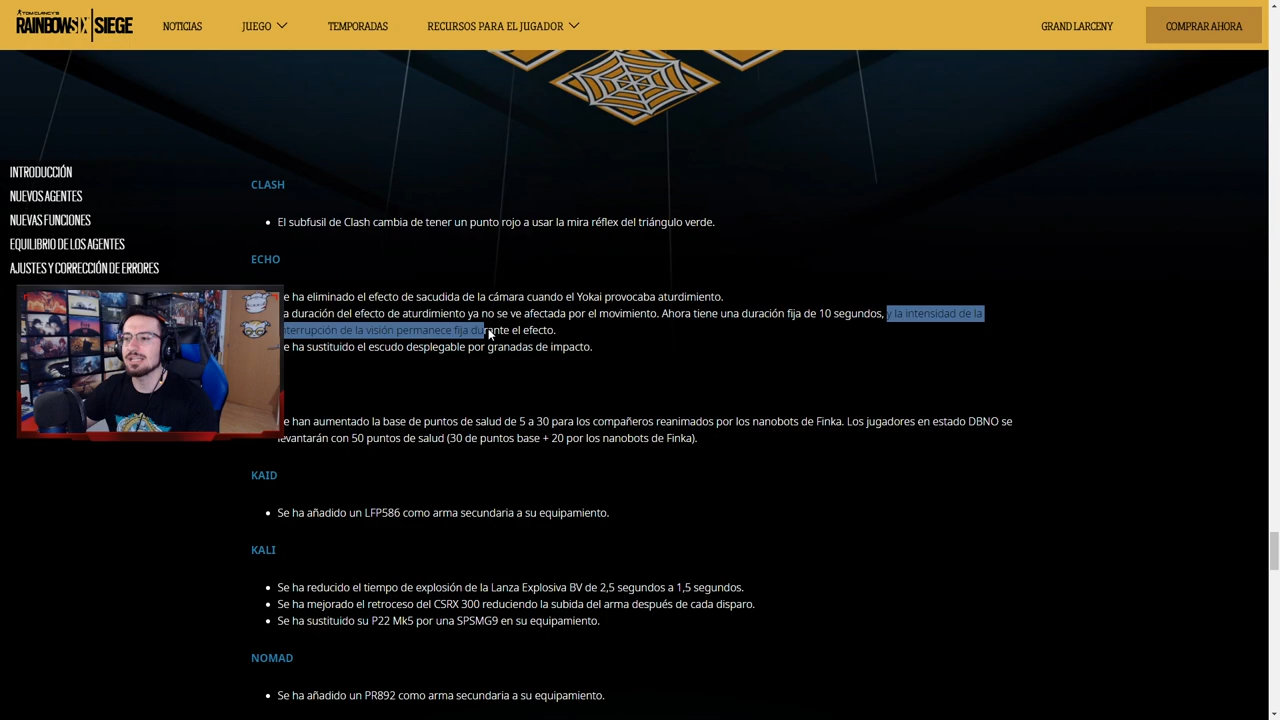 TOM CLANCY'S
RAINBOWSIX SIEGE
NOTICIAS
JUEGO
TEMPORADAS
RECURSOS PARA EL JUGADOR
GRAND LARCENY
COMPRAR AHORA
INTRODUCCIÓN
NUEVOS AGENTES
NUEVAS FUNCIONES
EQUILIBRIO DE LOS AGENTES
AJUSTES Y CORRECCIÓN DE ERRORES
CLASH
El subfusil de Clash cambia de tener un punto rojo a usar la mira réflex del triángulo verde.
ECHO
e ha eliminado el efecto de sacudida de la cámara cuando el Yokai provocaba aturdimiento.
a duración del efecto de aturdimiento ya no se ve afectada por el movimiento. Ahora tiene una duración fija de 10 segundos, y la intensidad de la
nterrupción de la visión permanece fija durante el efecto.
e ha sustituido el escudo desplegable por granadas de impacto.
e han aumentado la base de puntos de salud de 5 a 30 para los compañeros reanimados por los nanobots de Finka. Los jugadores en estado DBNO se
levantarán con 50 puntos de salud (30 de puntos base + 20 por los nanobots de Finka).
KAID
Se ha añadido un LFP586 como arma secundaria a su equipamiento.
KALI
Se ha reducido el tiempo de explosión de la Lanza Explosiva BV de 2,5 segundos a 1,5 segundos.
Se ha mejorado el retroceso del CSRX 300 reduciendo la subida del arma después de cada disparo.
Se ha sustituido su P22 Mk5 por una SPSMG9 en su equipamiento.
NOMAD
Se ha añadido un PR892 como arma secundaria a su equipamiento.